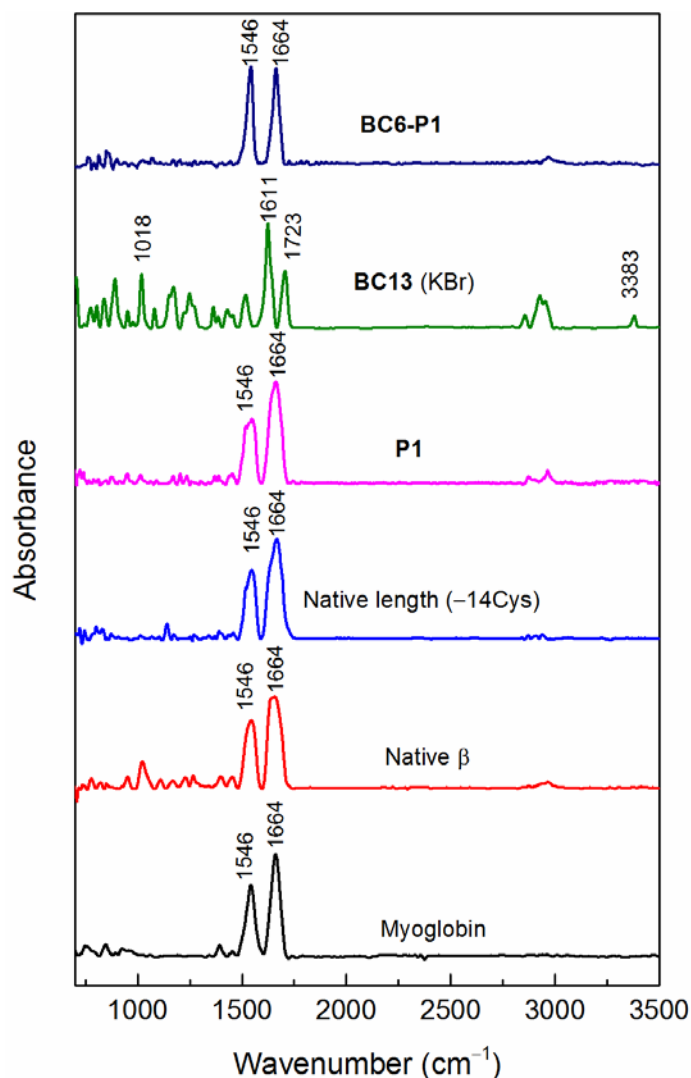 1546
1664
BC6-P1
1018
1611
1723
BC13 (KBr)
3383
1546
1664
P1
1546
1664
Native length (−14Cys)
1546
1664
Native β
1546
1664
Myoglobin
Absorbance
1000 1500 2000 2500 3000 3500
Wavenumber (cm⁻¹)